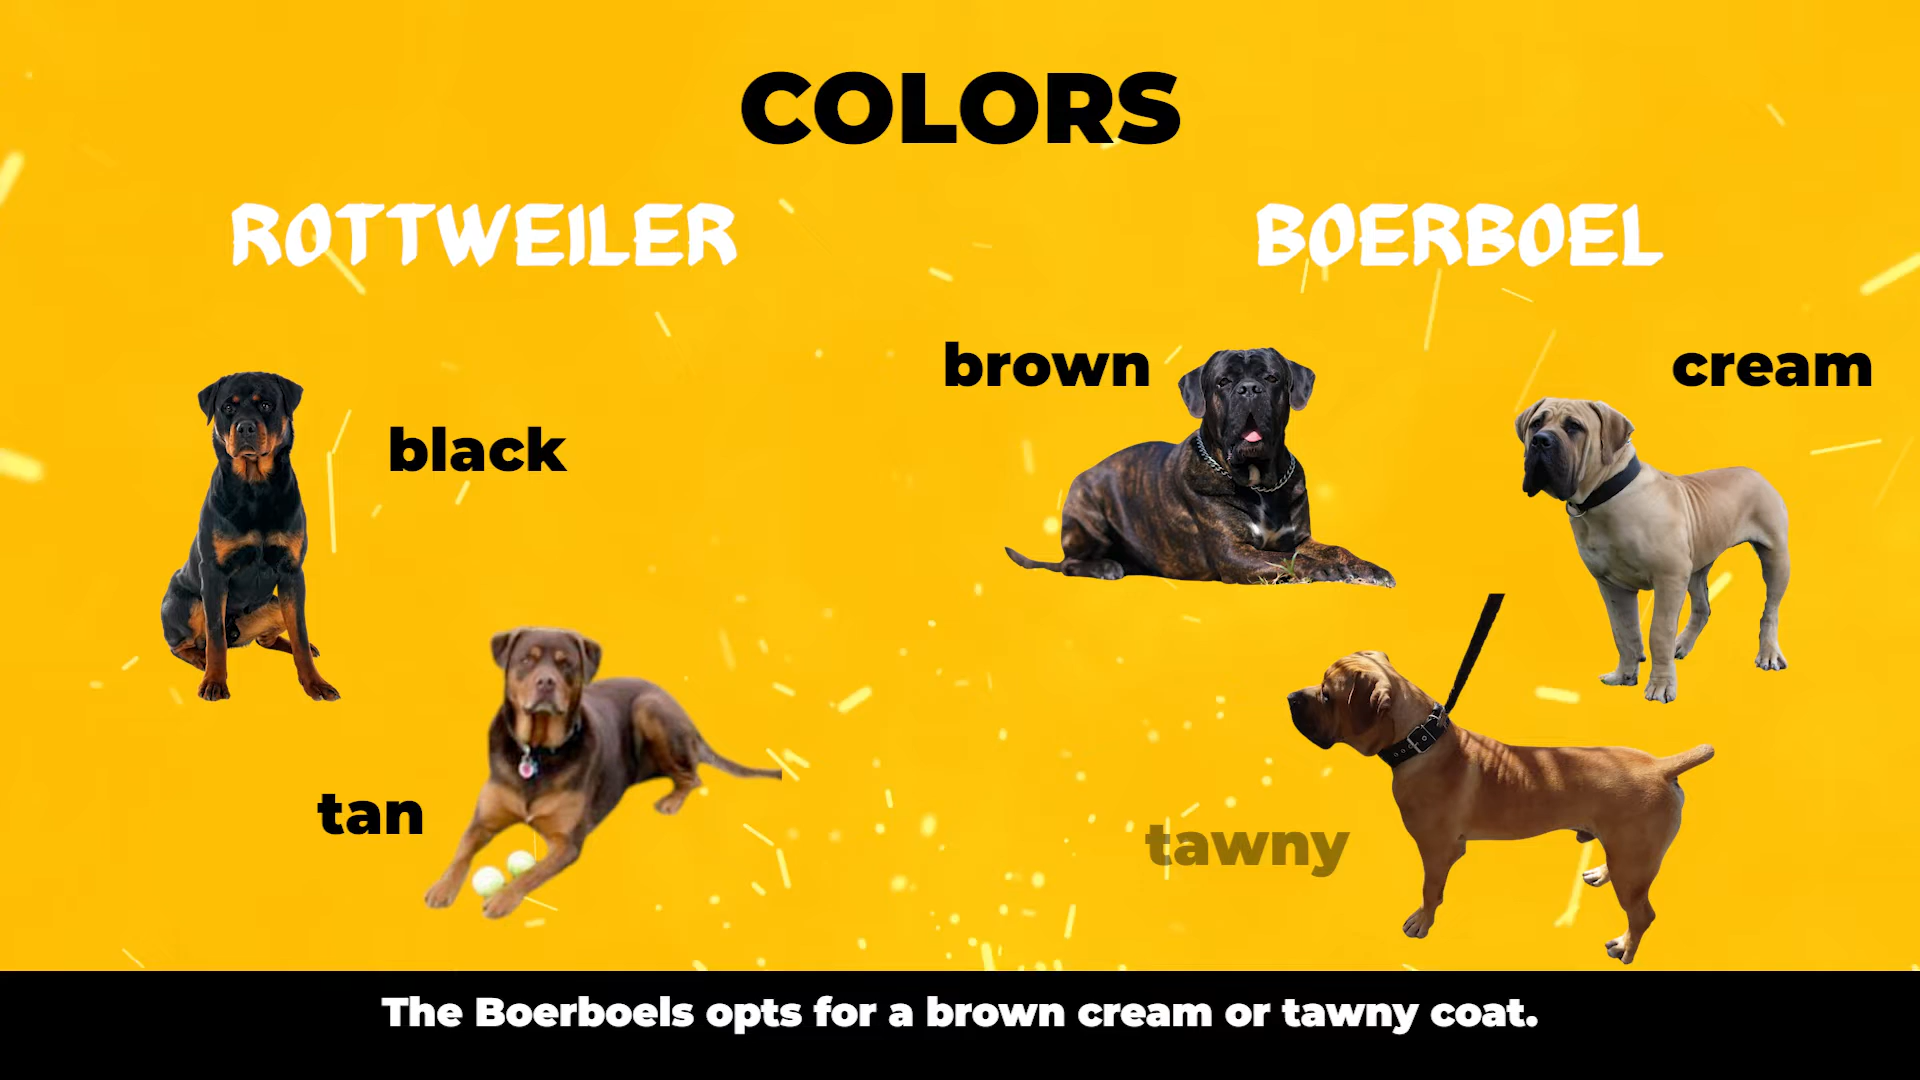 COLORS
ROTTWEILER
BOERBOEL
black
tan
brown
cream
tawny
The Boerboels opts for a brown cream or tawny coat.